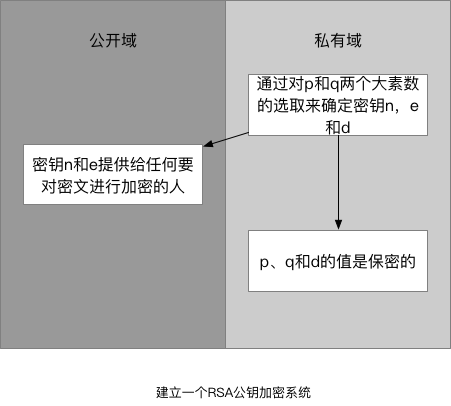 公开域
私有域
通过对p和q两个大素数
的选取来确定密钥n，e
和d
密钥n和e提供给任何要
对密文进行加密的人
p、q和d的值是保密的
建立一个RSA公钥加密系统